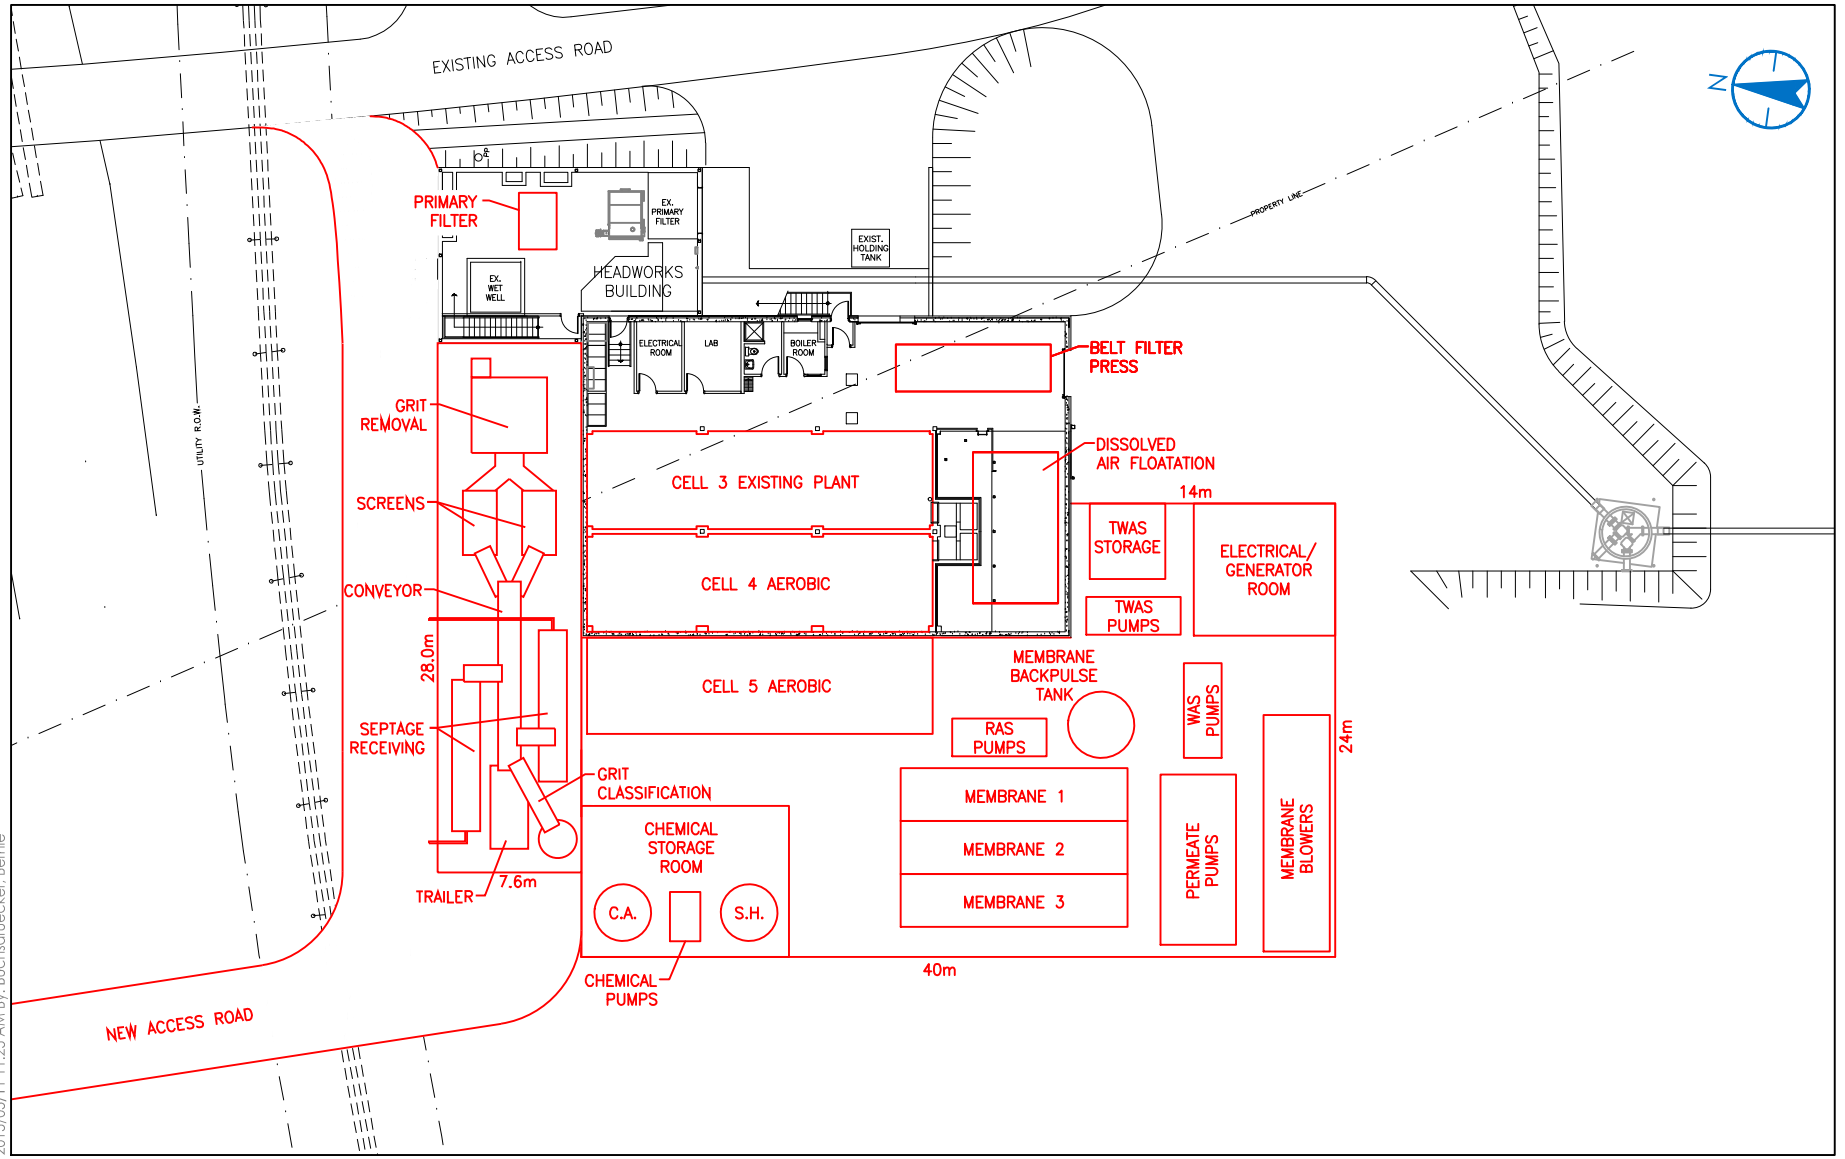 EXISTING ACCESS ROAD
N
PP
PRIMARY
FILTER
EX.
PRIMARY
FILTER
PROPERTY LINE
EXIST.
HOLDING
TANK
EX.
WET
WELL
HEADWORKS
BUILDING
ELECTRICAL
ROOM
LAB
BOILER
ROOM
BELT FILTER
PRESS
GRIT
REMOVAL
UTILITY R.O.W.
DISSOLVED
AIR FLOATATION
CELL 3 EXISTING PLANT
14m
SCREENS
TWAS
STORAGE
ELECTRICAL/
GENERATOR
ROOM
CELL 4 AEROBIC
CONVEYOR
TWAS
PUMPS
28.0m
MEMBRANE
BACKPULSE
TANK
CELL 5 AEROBIC
WAS
PUMPS
SEPTAGE
RECEIVING
RAS
PUMPS
24m
GRIT
CLASSIFICATION
MEMBRANE 1
CHEMICAL
STORAGE
ROOM
MEMBRANE 2
PERMEATE
PUMPS
MEMBRANE
BLOWERS
7.6m
TRAILER
MEMBRANE 3
C.A.
S.H.
40m
CHEMICAL
PUMPS
NEW ACCESS ROAD